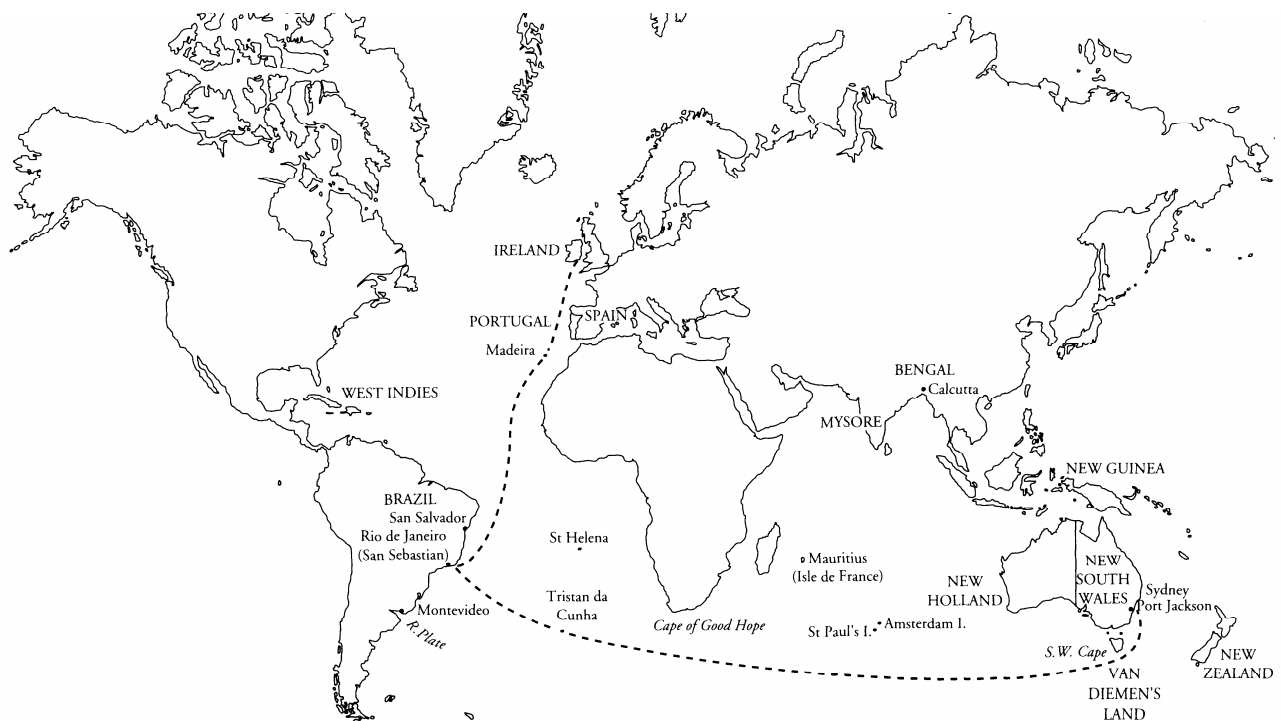 IRELAND
PORTUGAL
SPAIN
Madeira
WEST INDIES
BENGAL
Calcutta
MYSORE
NEW GUINEA
BRAZIL
San Salvador
Rio de Janeiro
(San Sebastian)
St Helena
Mauritius
(Isle de France)
NEW
HOLLAND
NEW
SOUTH
WALES
Sydney
Port Jackson
Montevideo
R. Plate
Tristan da
Cunha
Cape of Good Hope
St Paul's I.
Amsterdam I.
S.W. Cape
VAN
DIEMEN'S
LAND
NEW
ZEALAND